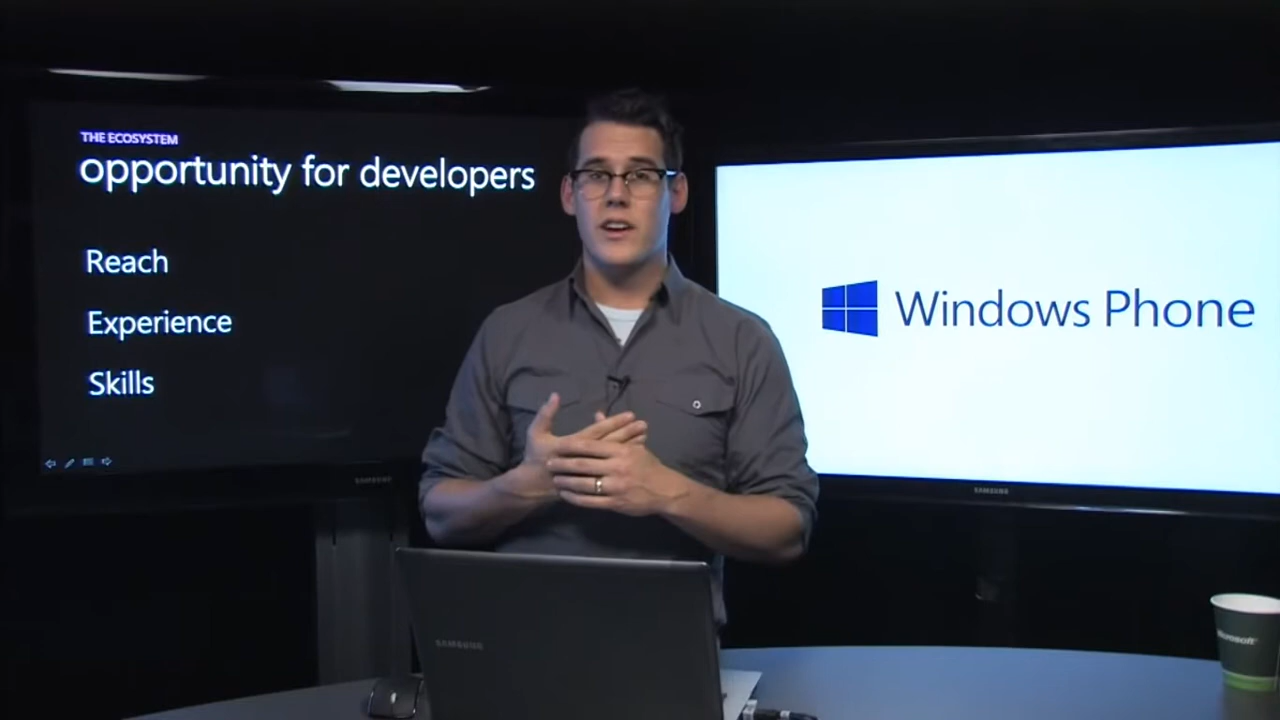 THE ECOSYSTEM
opportunity for developers
Reach
Experience
Skills
Windows Phone
SAMSUNG
SAMSUNG
SAMSUNG
Microsoft